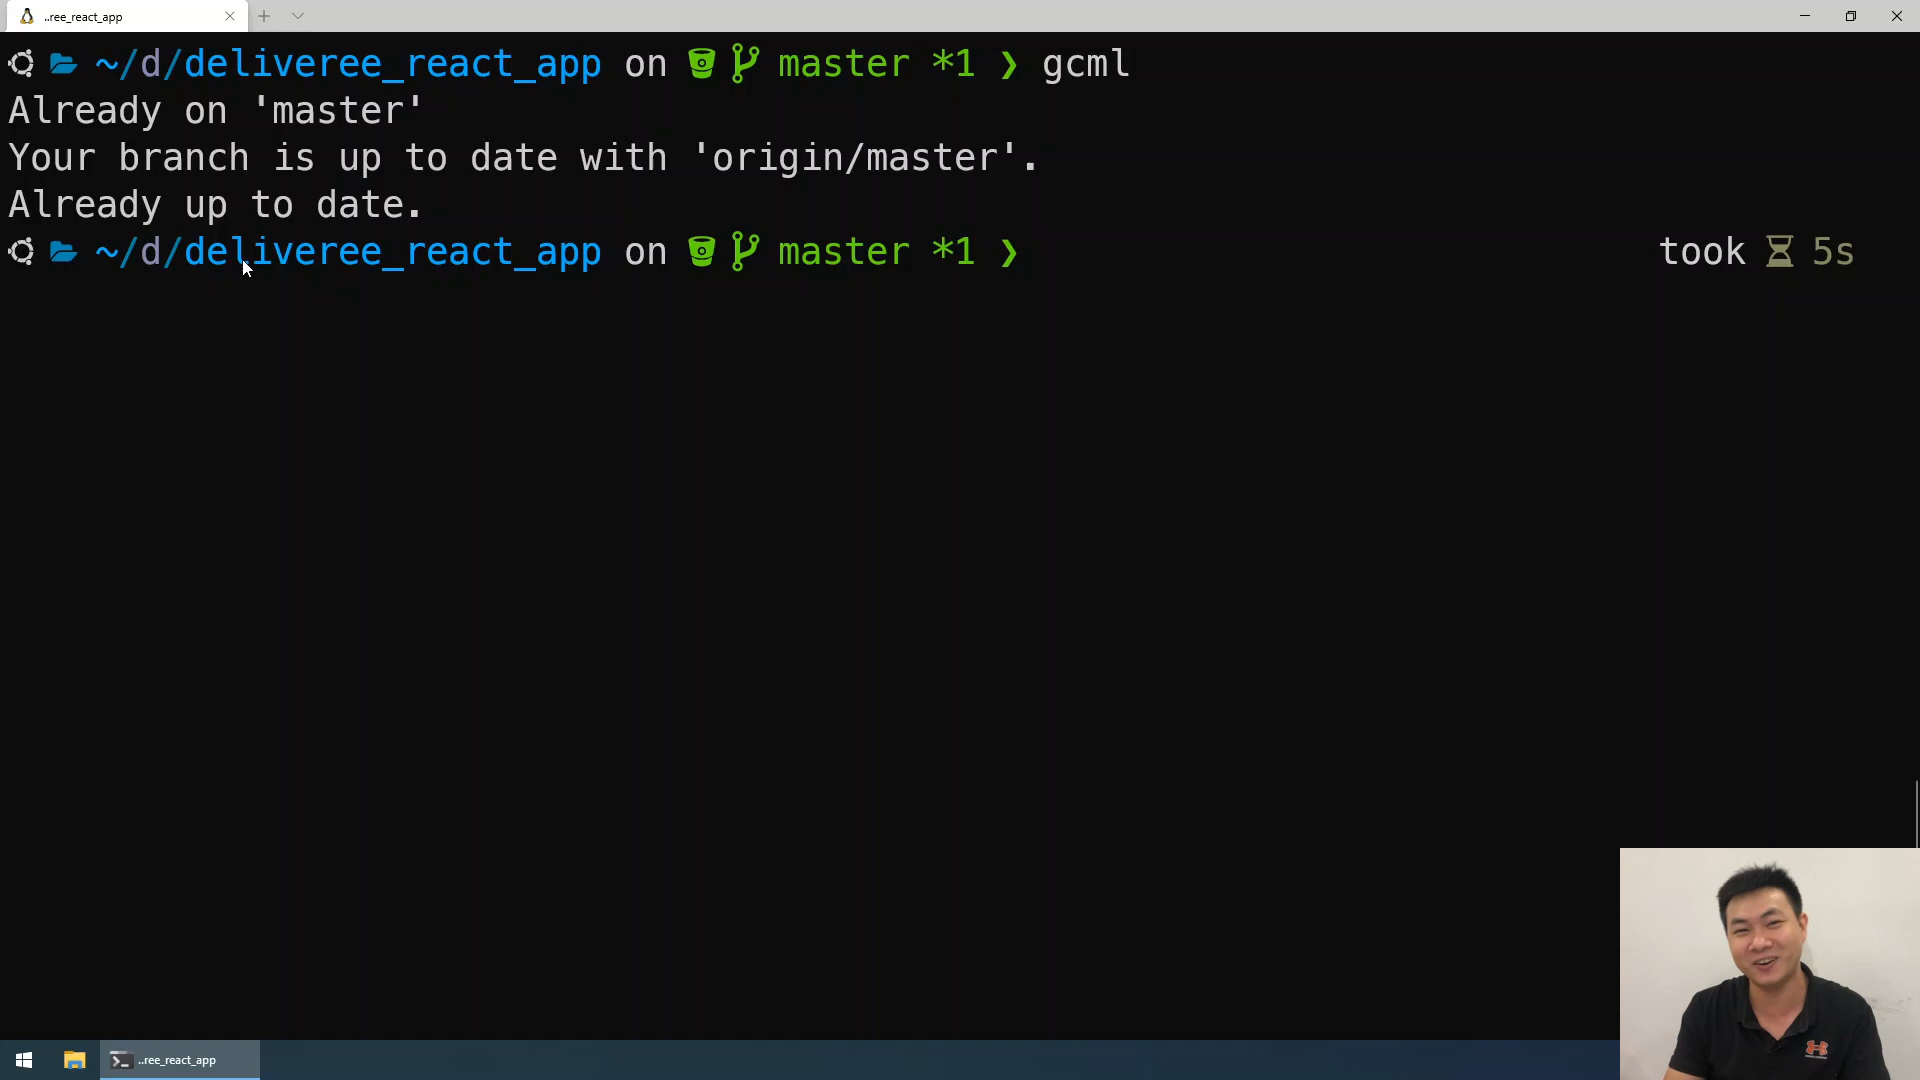 ..ree_react_app
~/d/deliveree_react_app on master *1 ❯ gcml
Already on 'master'
Your branch is up to date with 'origin/master'.
Already up to date.
~/d/deliveree_react_app on master *1 ❯ took 5s
..ree_react_app